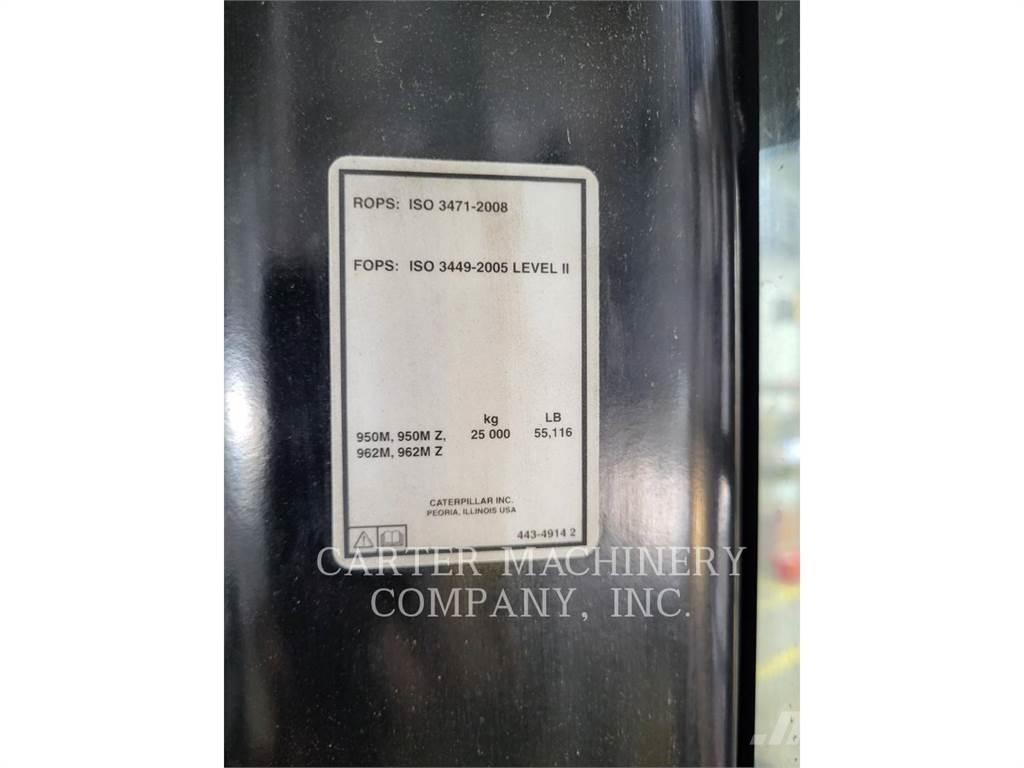 ROPS: ISO 3471-2008
FOPS: ISO 3449-2005 LEVEL II
kg LB
950M, 950M Z, 25 000 55,116
962M, 962M Z
CATERPILLAR INC.
PEORIA, ILLINOIS USA
443-4914 2
CARTER MACHINERY
COMPANY, INC.